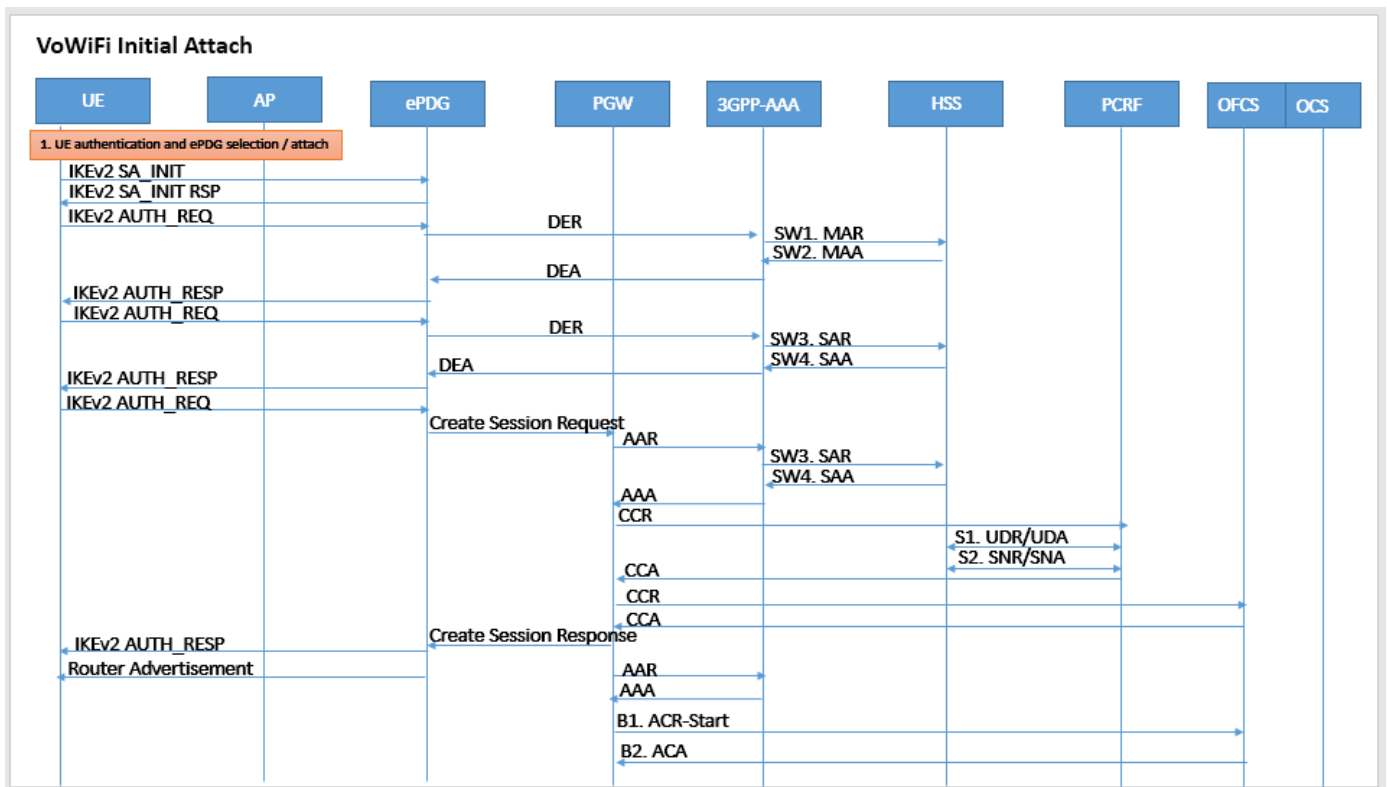 VoWiFi Initial Attach
UE
AP
ePDG
PGW
3GPP-AAA
HSS
PCRF
OFCS
OCS
1. UE authentication and ePDG selection / attach
IKEv2 SA_INIT
IKEv2 SA_INIT RSP
IKEv2 AUTH_REQ
DER
SW1. MAR
SW2. MAA
DEA
IKEv2 AUTH_RESP
IKEv2 AUTH_REQ
DER
SW3. SAR
SW4. SAA
DEA
IKEv2 AUTH_RESP
IKEv2 AUTH_REQ
Create Session Request
AAR
SW3. SAR
SW4. SAA
AAA
CCR
S1. UDR/UDA
S2. SNR/SNA
CCA
CCR
CCA
Create Session Response
IKEv2 AUTH_RESP
Router Advertisement
AAR
AAA
B1. ACR-Start
B2. ACA